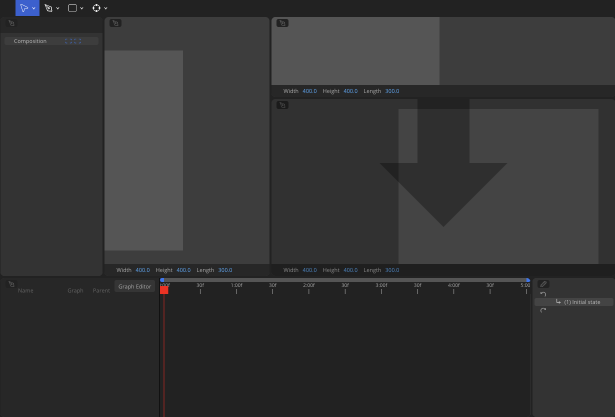 Composition
Width 400.0 Height 400.0 Length 300.0
Width 400.0 Height 400.0 Length 300.0
Width 400.0 Height 400.0 Length 300.0
Name Graph Parent
Graph Editor
30f 1:00f 30f 2:00f 30f 3:00f 30f 4:00f 30f 5:00
(1) Initial state